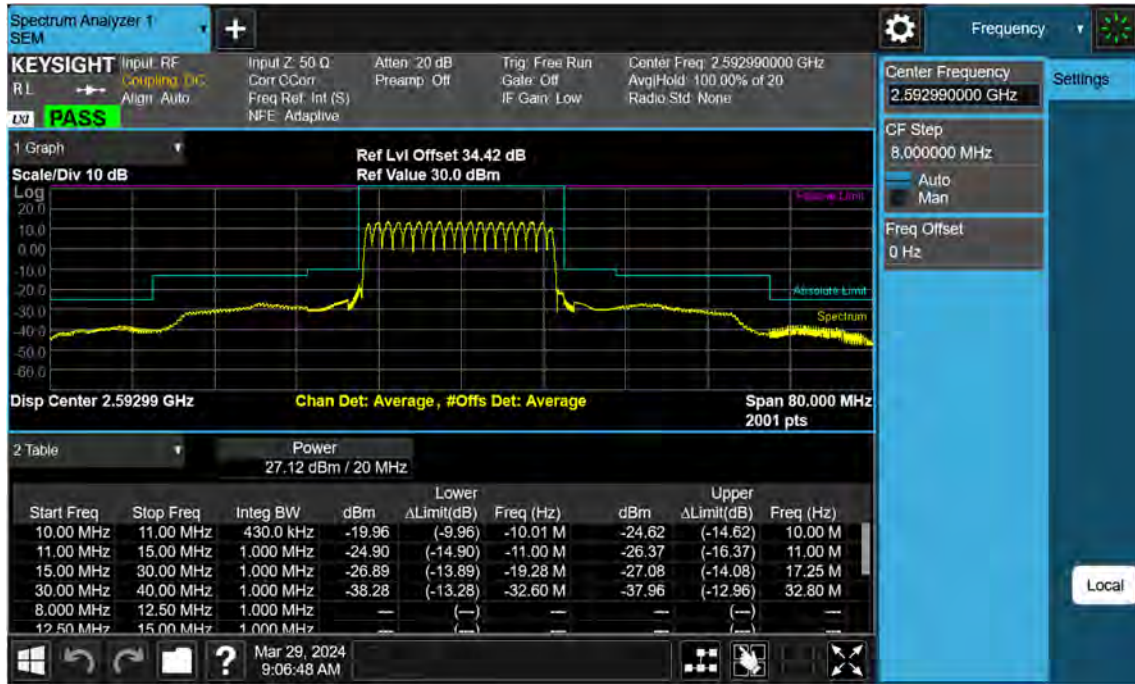 Spectrum Analyzer 1
SEM
Frequency
KEYSIGHT
RL
LXI PASS
Input: RF
Coupling: DC
Align: Auto
Input Z: 50 Ω
Corr CCorr
Freq Ref: Int (S)
NFE: Adaptive
Atten: 20 dB
Preamp: Off
Trig: Free Run
Gate: Off
IF Gain: Low
Center Freq: 2.592990000 GHz
Avg|Hold: 100.00% of 20
Radio Std: None
Center Frequency
2.592990000 GHz
Settings
CF Step
8.000000 MHz
Auto
Man
Freq Offset
0 Hz
1 Graph
Ref Lvl Offset 34.42 dB
Scale/Div 10 dB
Ref Value 30.0 dBm
Log
20.0
10.0
0.00
-10.0
-20.0
-30.0
-40.0
-50.0
-60.0
Relative Limit
Absolute Limit
Spectrum
Disp Center 2.59299 GHz
Chan Det: Average, #Offs Det: Average
Span 80.000 MHz
2001 pts
2 Table
Power
27.12 dBm / 20 MHz
Lower Upper
Start Freq Stop Freq Integ BW dBm ΔLimit(dB) Freq (Hz) dBm ΔLimit(dB) Freq (Hz)
10.00 MHz 11.00 MHz 430.0 kHz -19.96 (-9.96) -10.01 M -24.62 (-14.62) 10.00 M
11.00 MHz 15.00 MHz 1.000 MHz -24.90 (-14.90) -11.00 M -26.37 (-16.37) 11.00 M
15.00 MHz 30.00 MHz 1.000 MHz -26.89 (-13.89) -19.28 M -27.08 (-14.08) 17.25 M
30.00 MHz 40.00 MHz 1.000 MHz -38.28 (-13.28) -32.60 M -37.96 (-12.96) 32.80 M
8.000 MHz 12.50 MHz 1.000 MHz --- (---) --- --- (---) ---
12.50 MHz 15.00 MHz 1.000 MHz --- (---) --- --- (---) ---
Local
?
Mar 29, 2024
9:06:48 AM